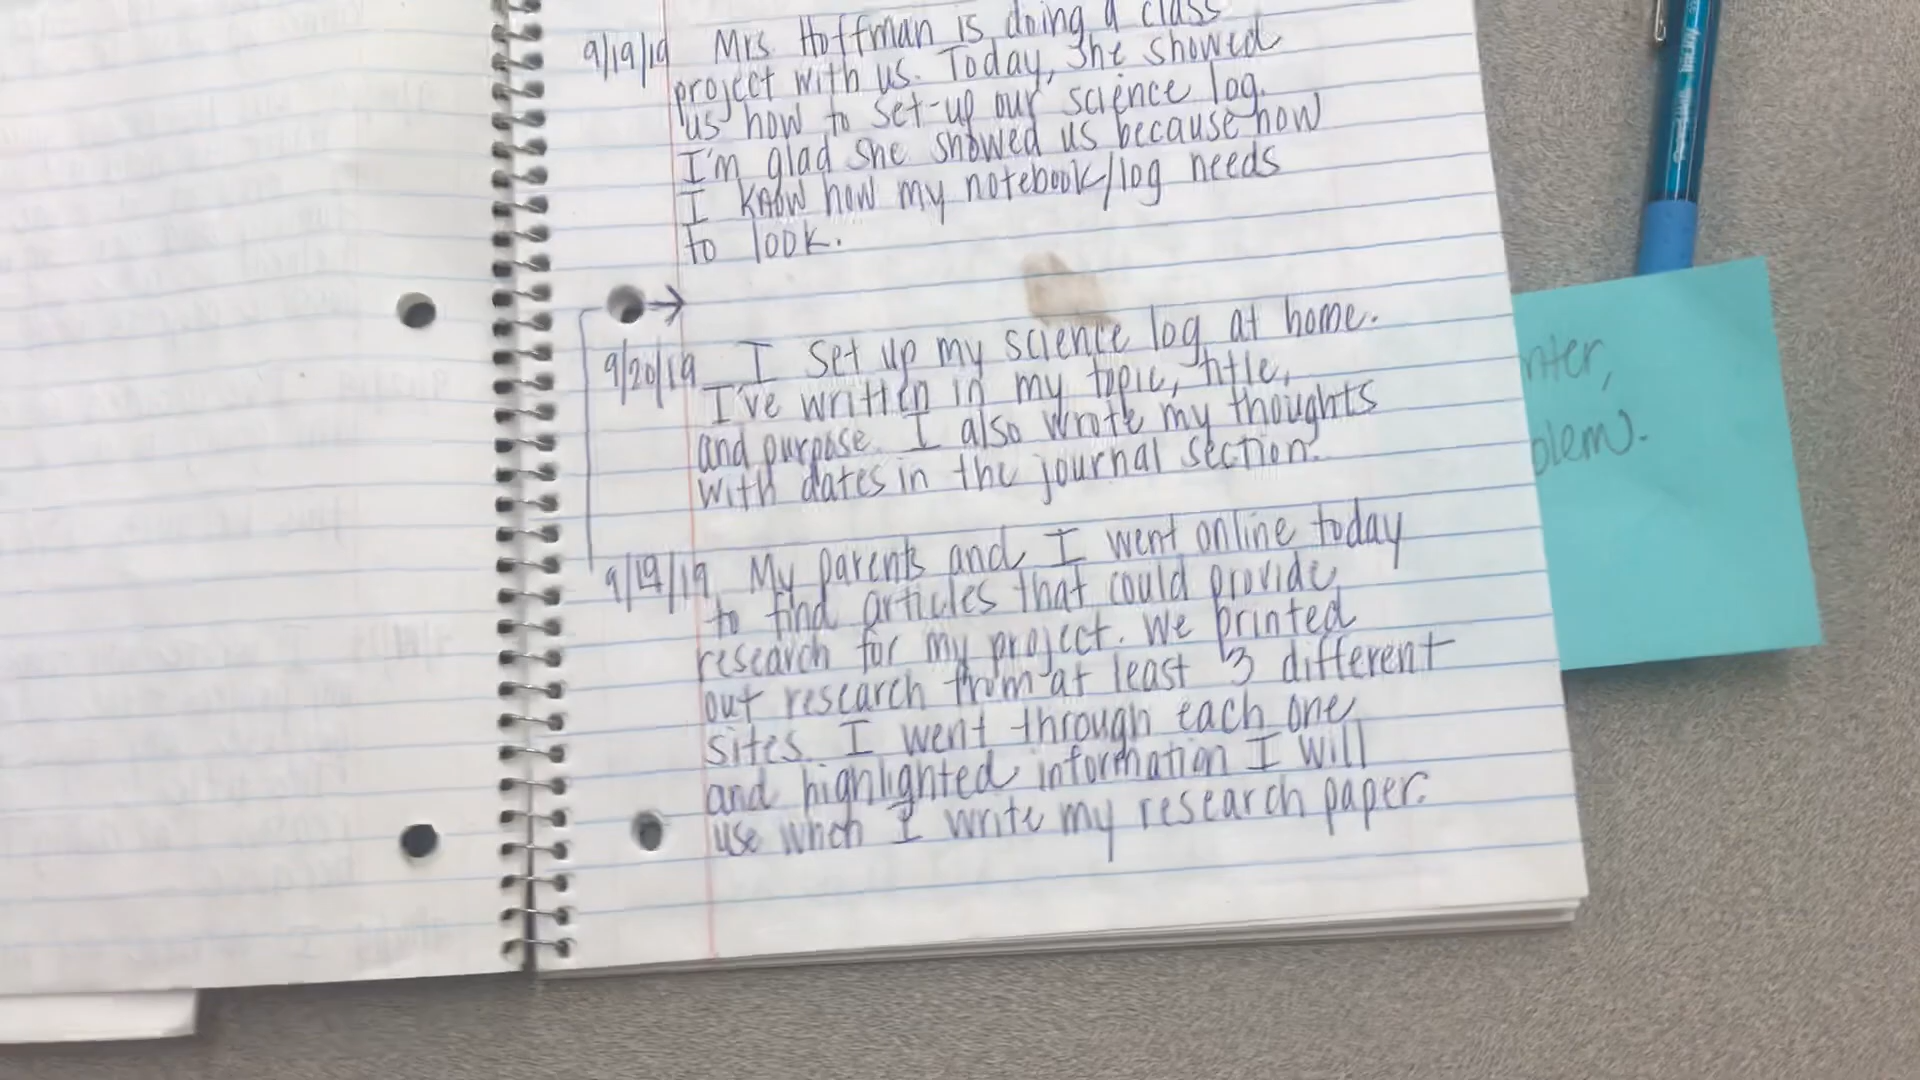 9/19/19 Mrs. Hoffman is doing a class
project with us. Today, she showed
us how to set-up our science log.
I'm glad she showed us because now
I know how my notebook/log needs
to look.
→
9/20/19 I set up my science log at home.
I've written in my topic, title,
and purpose. I also wrote my thoughts
with dates in the journal section.
9/19/19 My parents and I went online today
to find articles that could provide
research for my project. We printed
out research from at least 3 different
sites. I went through each one
and highlighted information I will
use when I write my research paper.
nter,
blem.